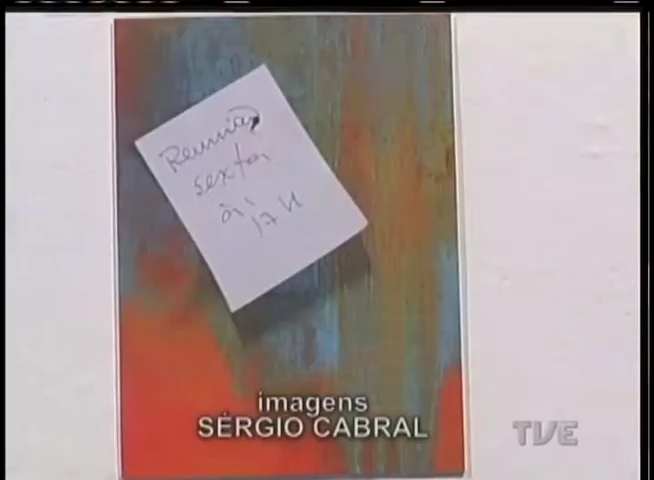 Reunião
sexta
às
17 H
imagens
SÉRGIO CABRAL
TVE